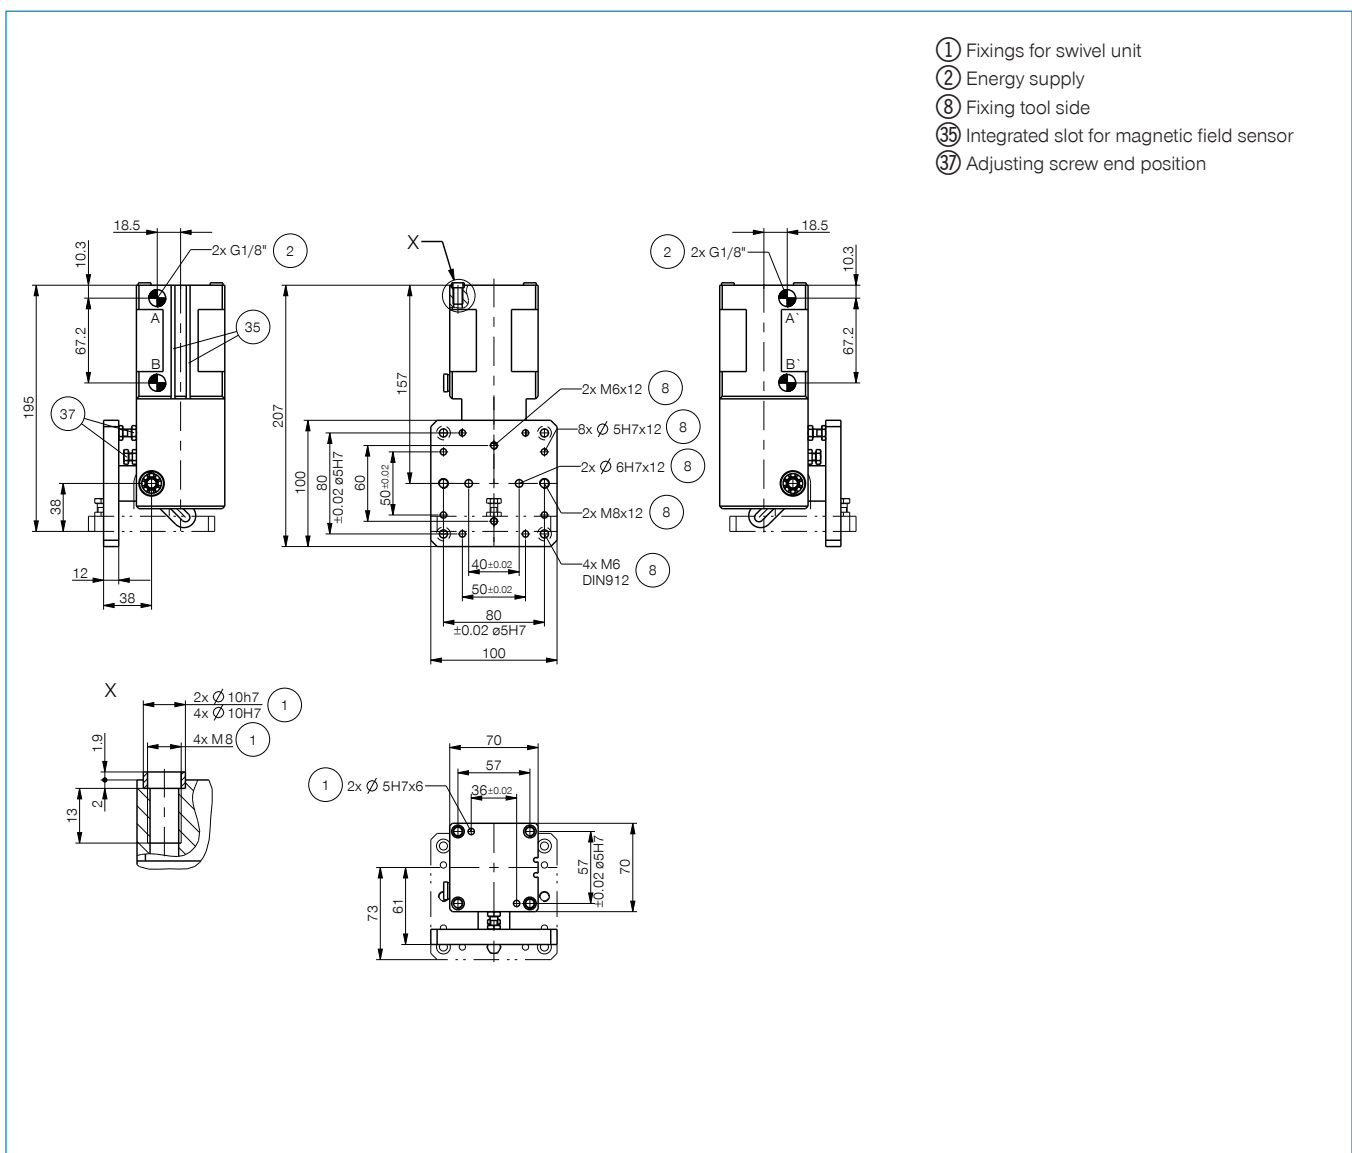 1 Fixings for swivel unit
2 Energy supply
8 Fixing tool side
35 Integrated slot for magnetic field sensor
37 Adjusting screw end position
18.5
10.3
2x G1/8" 2
A
B
67.2
195
35
37
38
12
38
X
207
157
100
80
±0.02 ø5H7
60
50±0.02
2x M6x12 8
8x Ø 5H7x12 8
2x Ø 6H7x12 8
2x M8x12 8
4x M6 8
DIN912
40±0.02
50±0.02
80
±0.02 ø5H7
100
2 2x G1/8"
18.5
10.3
A`
B`
67.2
X
2x Ø 10h7 1
4x Ø 10H7
4x M8 1
1.9
2
13
70
57
36±0.02
1 2x Ø 5H7x6
57
±0.02 ø5H7
70
73
61